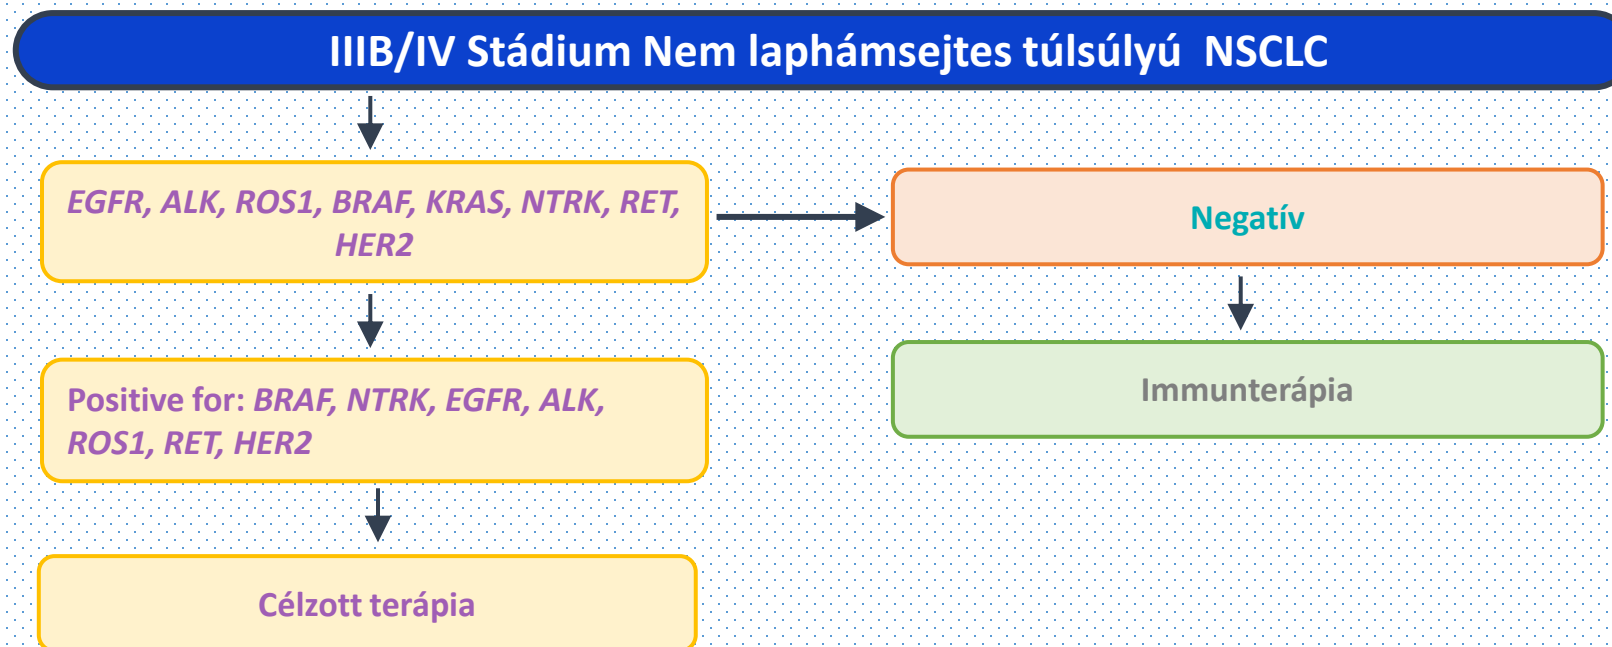 IIIB/IV Stádium Nem laphámsejtes túlsúlyú NSCLC
EGFR, ALK, ROS1, BRAF, KRAS, NTRK, RET,
HER2
Negatív
Positive for: BRAF, NTRK, EGFR, ALK,
ROS1, RET, HER2
Immunterápia
Célzott terápia